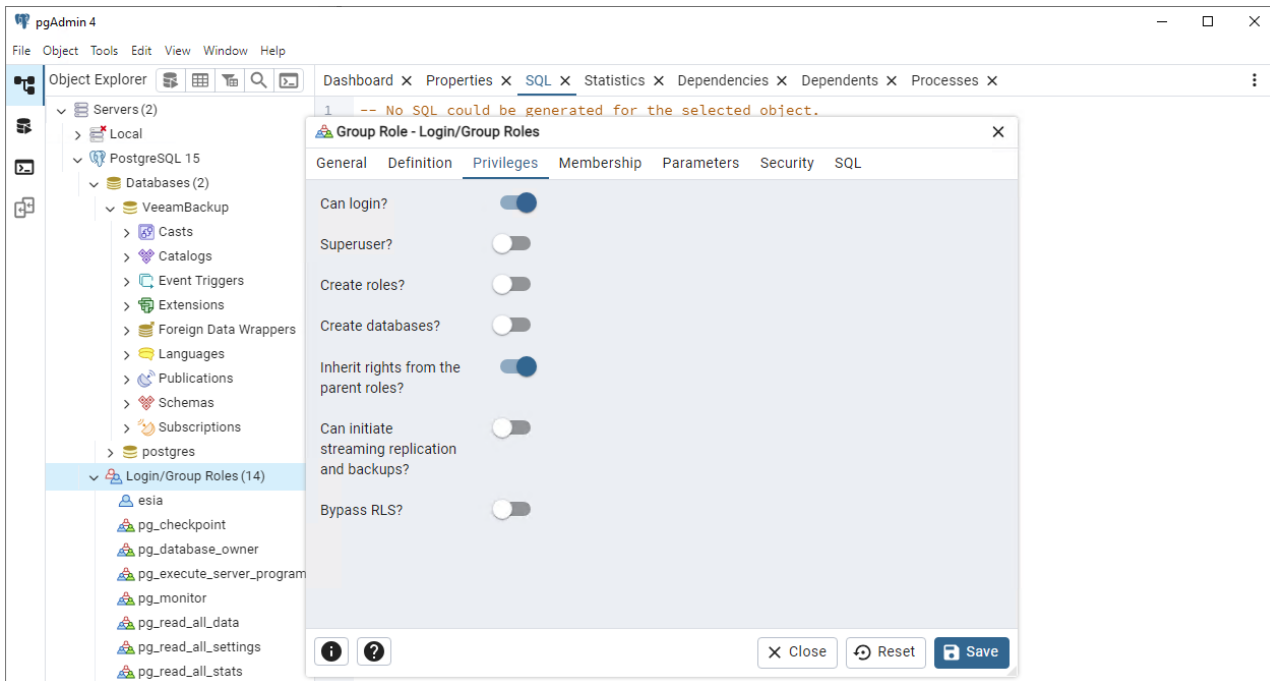 pgAdmin 4
File Object Tools Edit View Window Help
Object Explorer
Dashboard Properties SQL Statistics Dependencies Dependents Processes
Servers (2)
Local
PostgreSQL 15
Databases (2)
VeeamBackup
Casts
Catalogs
Event Triggers
Extensions
Foreign Data Wrappers
Languages
Publications
Schemas
Subscriptions
postgres
Login/Group Roles (14)
esia
pg_checkpoint
pg_database_owner
pg_execute_server_program
pg_monitor
pg_read_all_data
pg_read_all_settings
pg_read_all_stats
1 -- No SQL could be generated for the selected object.
Group Role - Login/Group Roles
General Definition Privileges Membership Parameters Security SQL
Can login?
Superuser?
Create roles?
Create databases?
Inherit rights from the
parent roles?
Can initiate
streaming replication
and backups?
Bypass RLS?
Close Reset Save